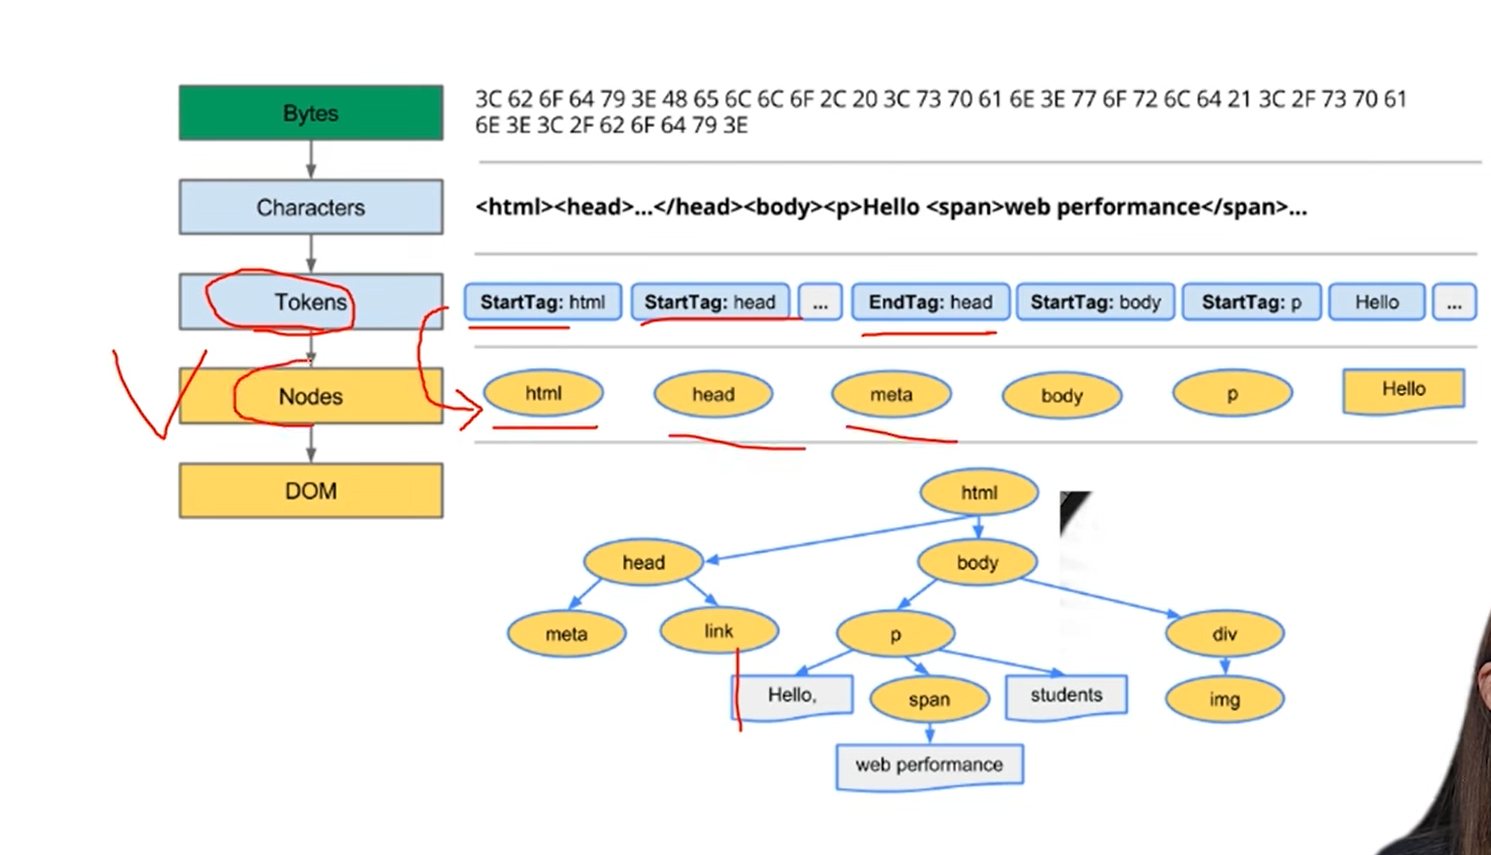 Bytes
3C 62 6F 64 79 3E 48 65 6C 6C 6F 2C 20 3C 73 70 61 6E 3E 77 6F 72 6C 64 21 3C 2F 73 70 61
6E 3E 3C 2F 62 6F 64 79 3E
Characters
<html><head>...</head><body><p>Hello <span>web performance</span>...
Tokens
StartTag: html StartTag: head ... EndTag: head StartTag: body StartTag: p Hello ...
Nodes
html head meta body p Hello
DOM
html
head body
meta link p div
Hello, span students img
web performance